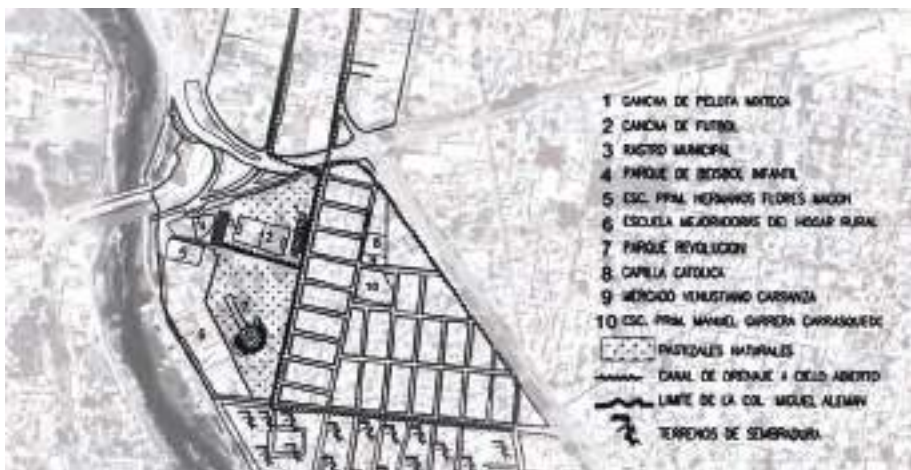 1 CANCHA DE PELOTA MIXTECA
2 CANCHA DE FUTBOL
3 RASTRO MUNICIPAL
4 PARQUE DE BEISBOL INFANTIL
5 ESC. PRIM. HERMANOS FLORES MAGON
6 ESCUELA MEJORADORAS DEL HOGAR RURAL
7 PARQUE REVOLUCION
8 CAPILLA CATOLICA
9 MERCADO VENUSTIANO CARRANZA
10 ESC. PRIM. MANUEL CABRERA CARRASQUEDO
PASTIZALES NATURALES
CANAL DE DRENAJE A CIELO ABIERTO
LIMITE DE LA COL. MIGUEL ALEMAN
TERRENOS DE SEMBRADURA
10